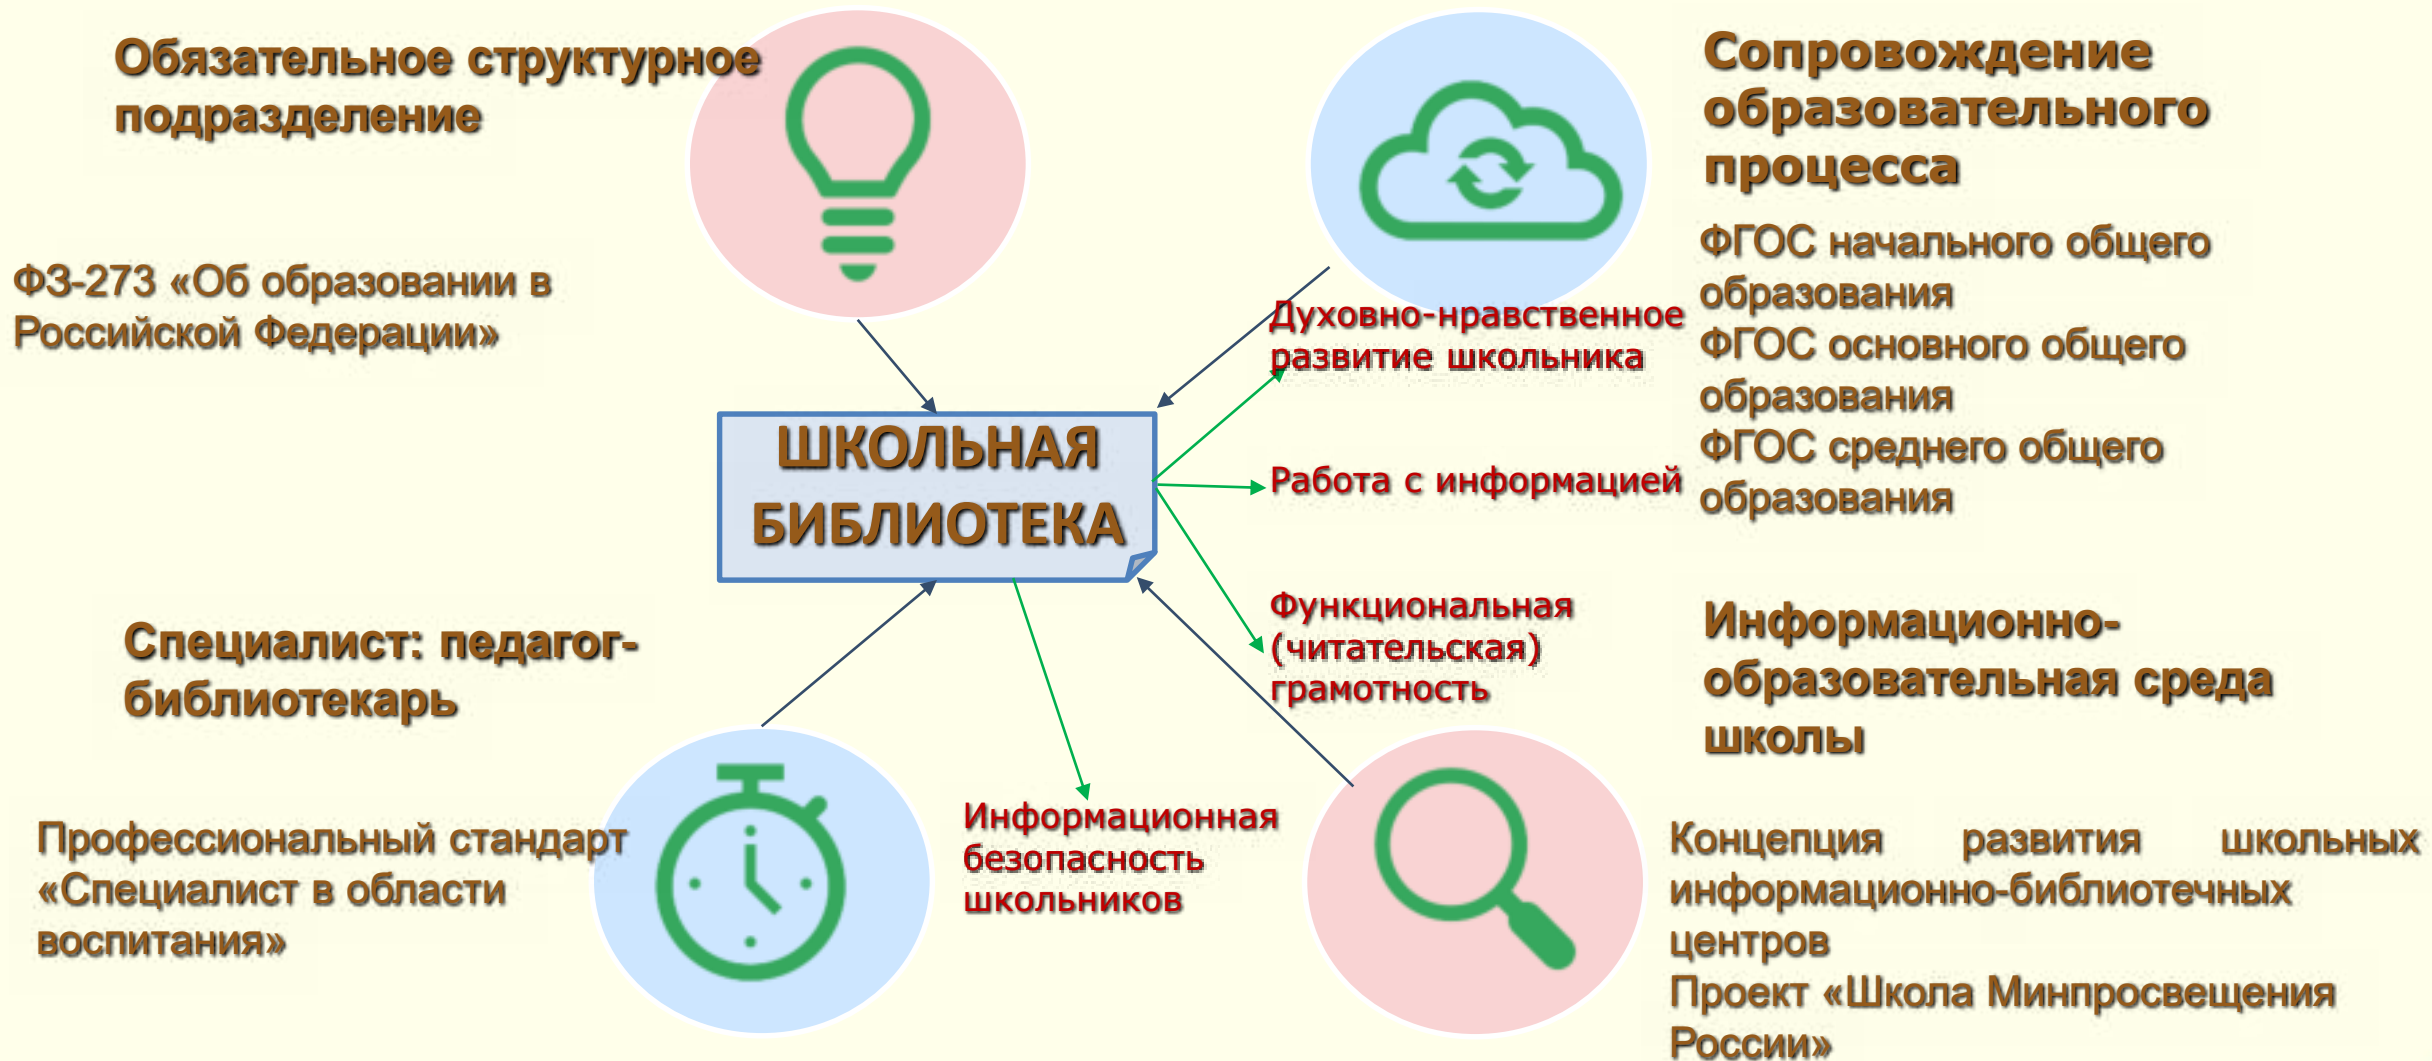 Обязательное структурное
подразделение
ФЗ-273 «Об образовании в
Российской Федерации»
Сопровождение
образовательного
процесса
ФГОС начального общего
образования
ФГОС основного общего
образования
ФГОС среднего общего
образования
Духовно-нравственное
развитие школьника
ШКОЛЬНАЯ
БИБЛИОТЕКА
Работа с информацией
Функциональная
(читательская)
грамотность
Специалист: педагог-
библиотекарь
Профессиональный стандарт
«Специалист в области
воспитания»
Информационная
безопасность
школьников
Информационно-
образовательная среда
школы
Концепция развития школьных
информационно-библиотечных
центров
Проект «Школа Минпросвещения
России»